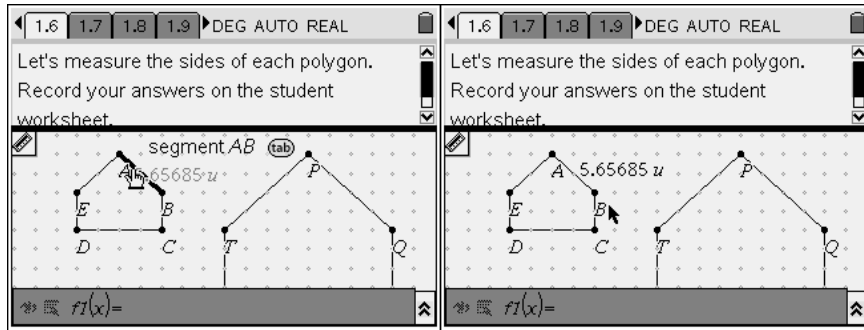 1.6 1.7 1.8 1.9 DEG AUTO REAL
Let's measure the sides of each polygon.
Record your answers on the student
worksheet.
segment AB tab
5.65685 u
A
P
E
B
D
C
T
Q
f1(x)=
1.6 1.7 1.8 1.9 DEG AUTO REAL
Let's measure the sides of each polygon.
Record your answers on the student
worksheet.
A 5.65685 u
P
E
B
D
C
T
Q
f1(x)=